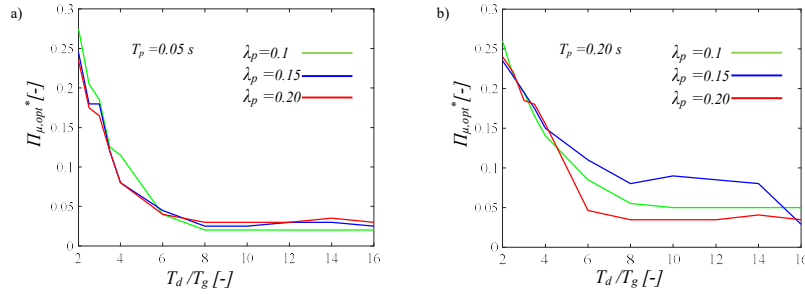 a)
T_p =0.05 s
λ_p =0.1
λ_p =0.15
λ_p =0.20
Π_μ,opt* [-]
0.3
0.25
0.2
0.15
0.1
0.05
0
2 4 6 8 10 12 14 16
T_d /T_g [-]
b)
T_p =0.20 s
λ_p =0.1
λ_p =0.15
λ_p =0.20
Π_μ,opt* [-]
0.3
0.25
0.2
0.15
0.1
0.05
0
2 4 6 8 10 12 14 16
T_d /T_g [-]